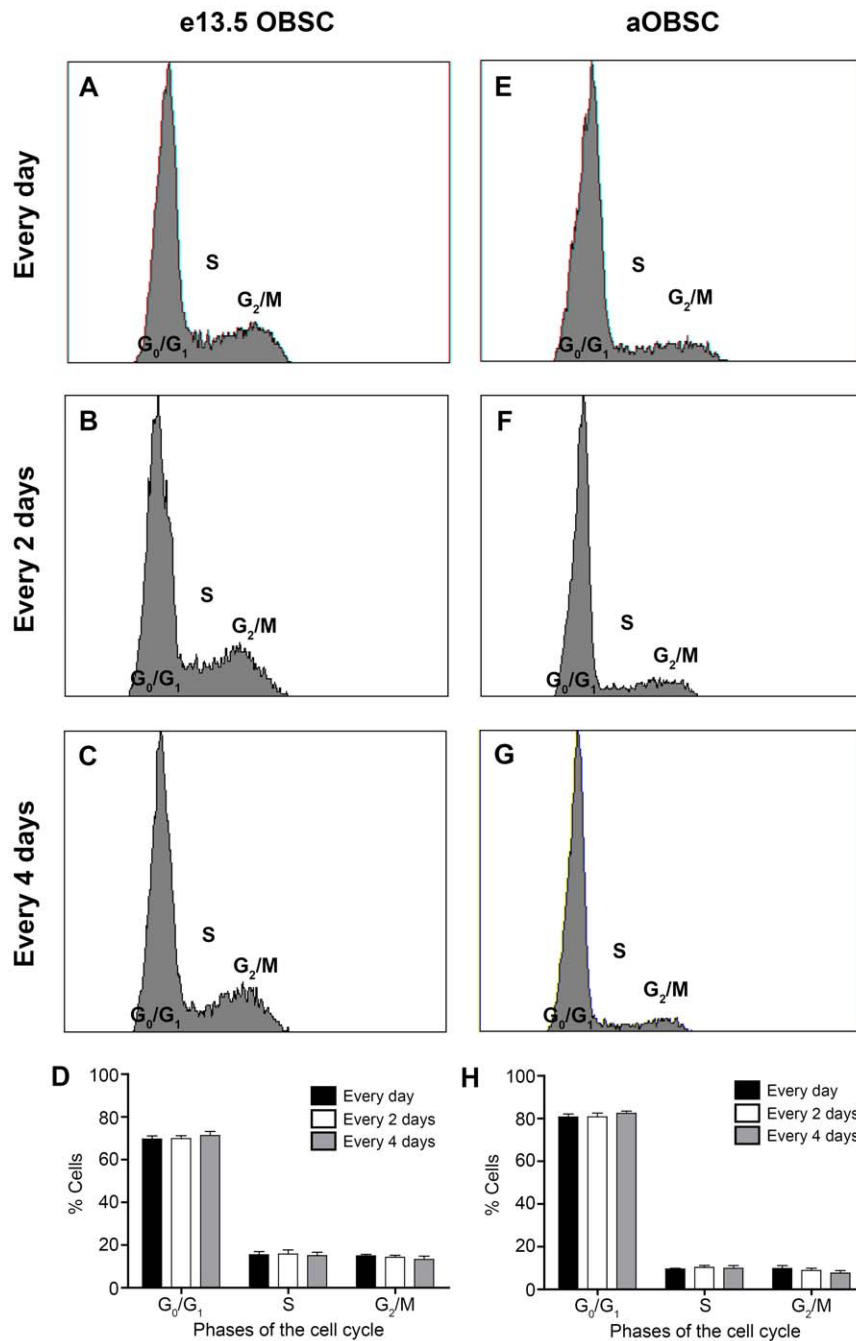 e13.5 OBSC
aOBSC
Every day
A
S
G₂/M
G₀/G₁
E
S
G₂/M
G₀/G₁
Every 2 days
B
S
G₂/M
G₀/G₁
F
S
G₂/M
G₀/G₁
Every 4 days
C
S
G₂/M
G₀/G₁
G
S
G₂/M
G₀/G₁
D
100
80
60
40
20
0
% Cells
Every day
Every 2 days
Every 4 days
G₀/G₁
S
G₂/M
Phases of the cell cycle
H
100
80
60
40
20
0
% Cells
Every day
Every 2 days
Every 4 days
G₀/G₁
S
G₂/M
Phases of the cell cycle